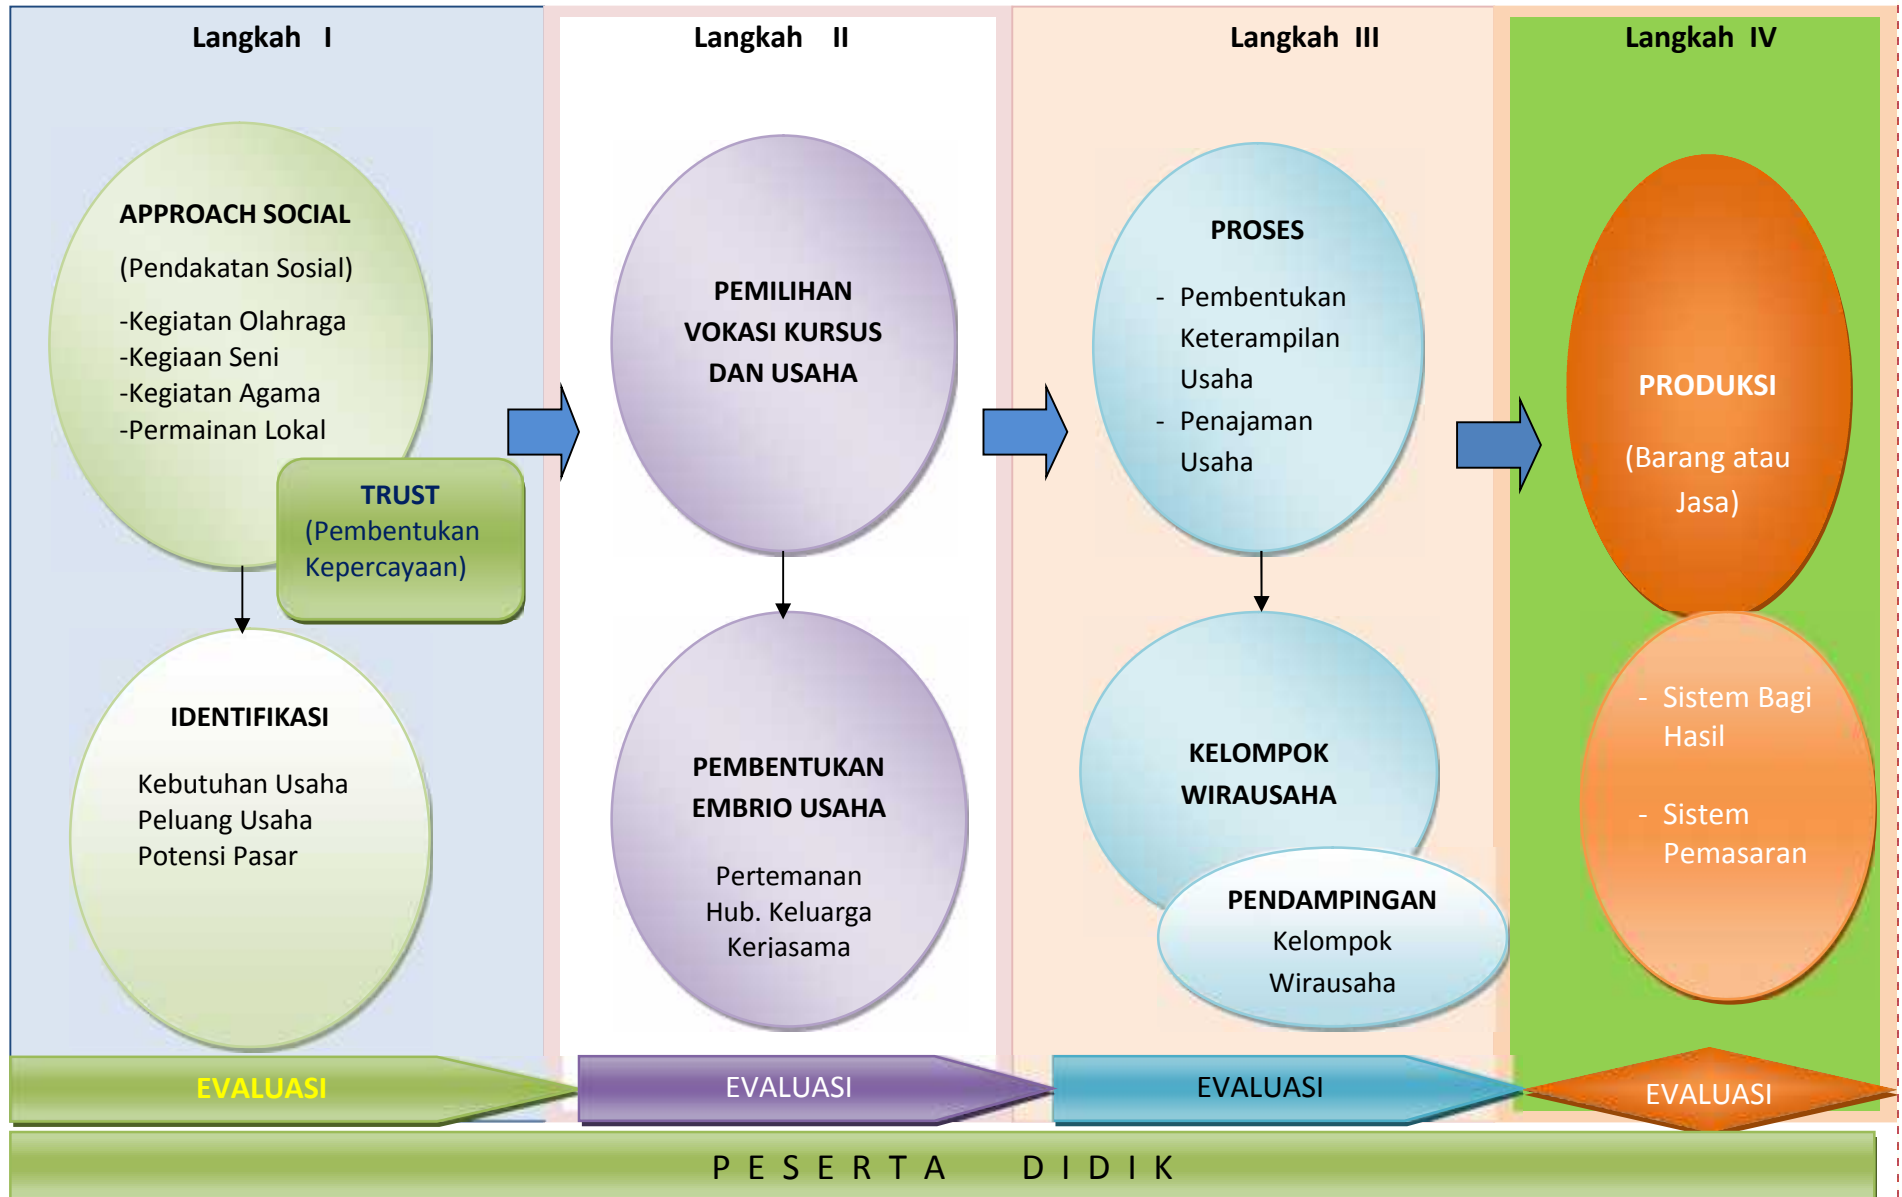 Langkah I
APPROACH SOCIAL
(Pendakatan Sosial)
-Kegiatan Olahraga
-Kegiaan Seni
-Kegiatan Agama
-Permainan Lokal
TRUST
(Pembentukan
Kepercayaan)
IDENTIFIKASI
Kebutuhan Usaha
Peluang Usaha
Potensi Pasar
EVALUASI
Langkah II
PEMILIHAN
VOKASI KURSUS
DAN USAHA
PEMBENTUKAN
EMBRIO USAHA
Pertemanan
Hub. Keluarga
Kerjasama
EVALUASI
Langkah III
PROSES
- Pembentukan
Keterampilan
Usaha
- Penajaman
Usaha
KELOMPOK
WIRAUSAHA
PENDAMPINGAN
Kelompok
Wirausaha
EVALUASI
Langkah IV
PRODUKSI
(Barang atau
Jasa)
- Sistem Bagi
Hasil
- Sistem
Pemasaran
EVALUASI
P E S E R T A D I D I K